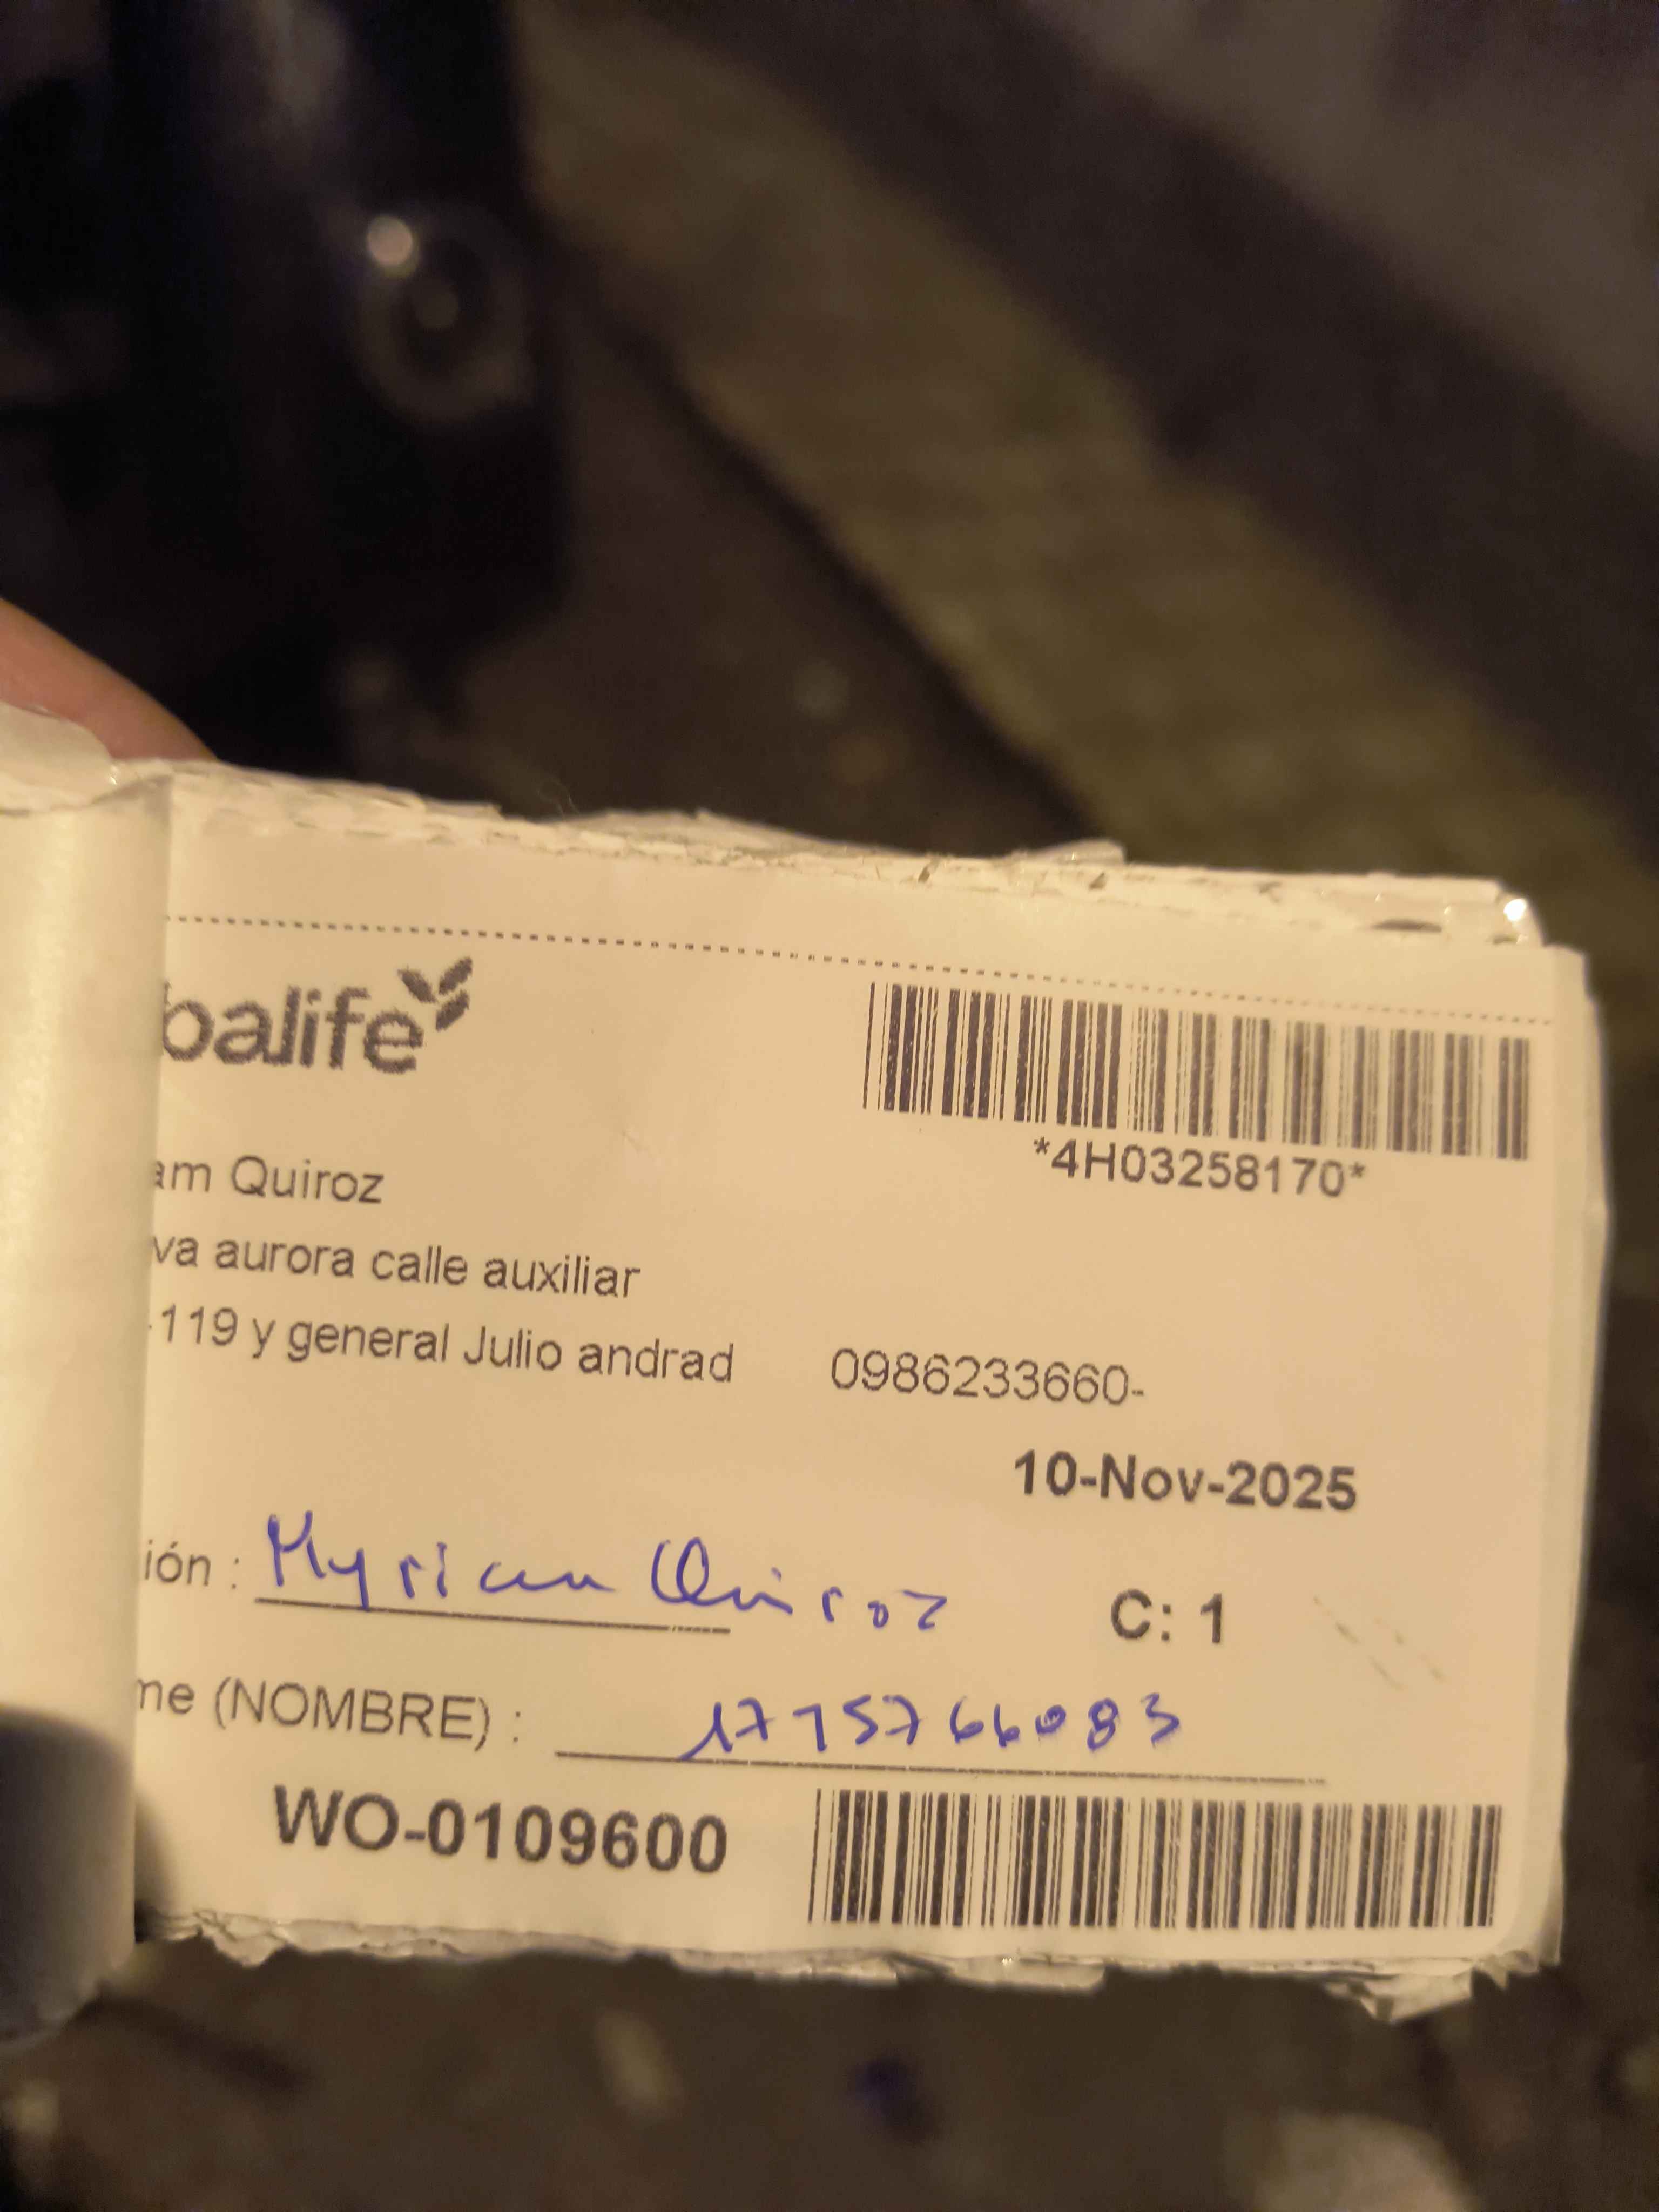 balife
*4H03258170*
am Quiroz
va aurora calle auxiliar
-119 y general Julio andrad 0986233660-
10-Nov-2025
ión : Myriam Quiroz C: 1
me (NOMBRE) : 1715766083
WO-0109600